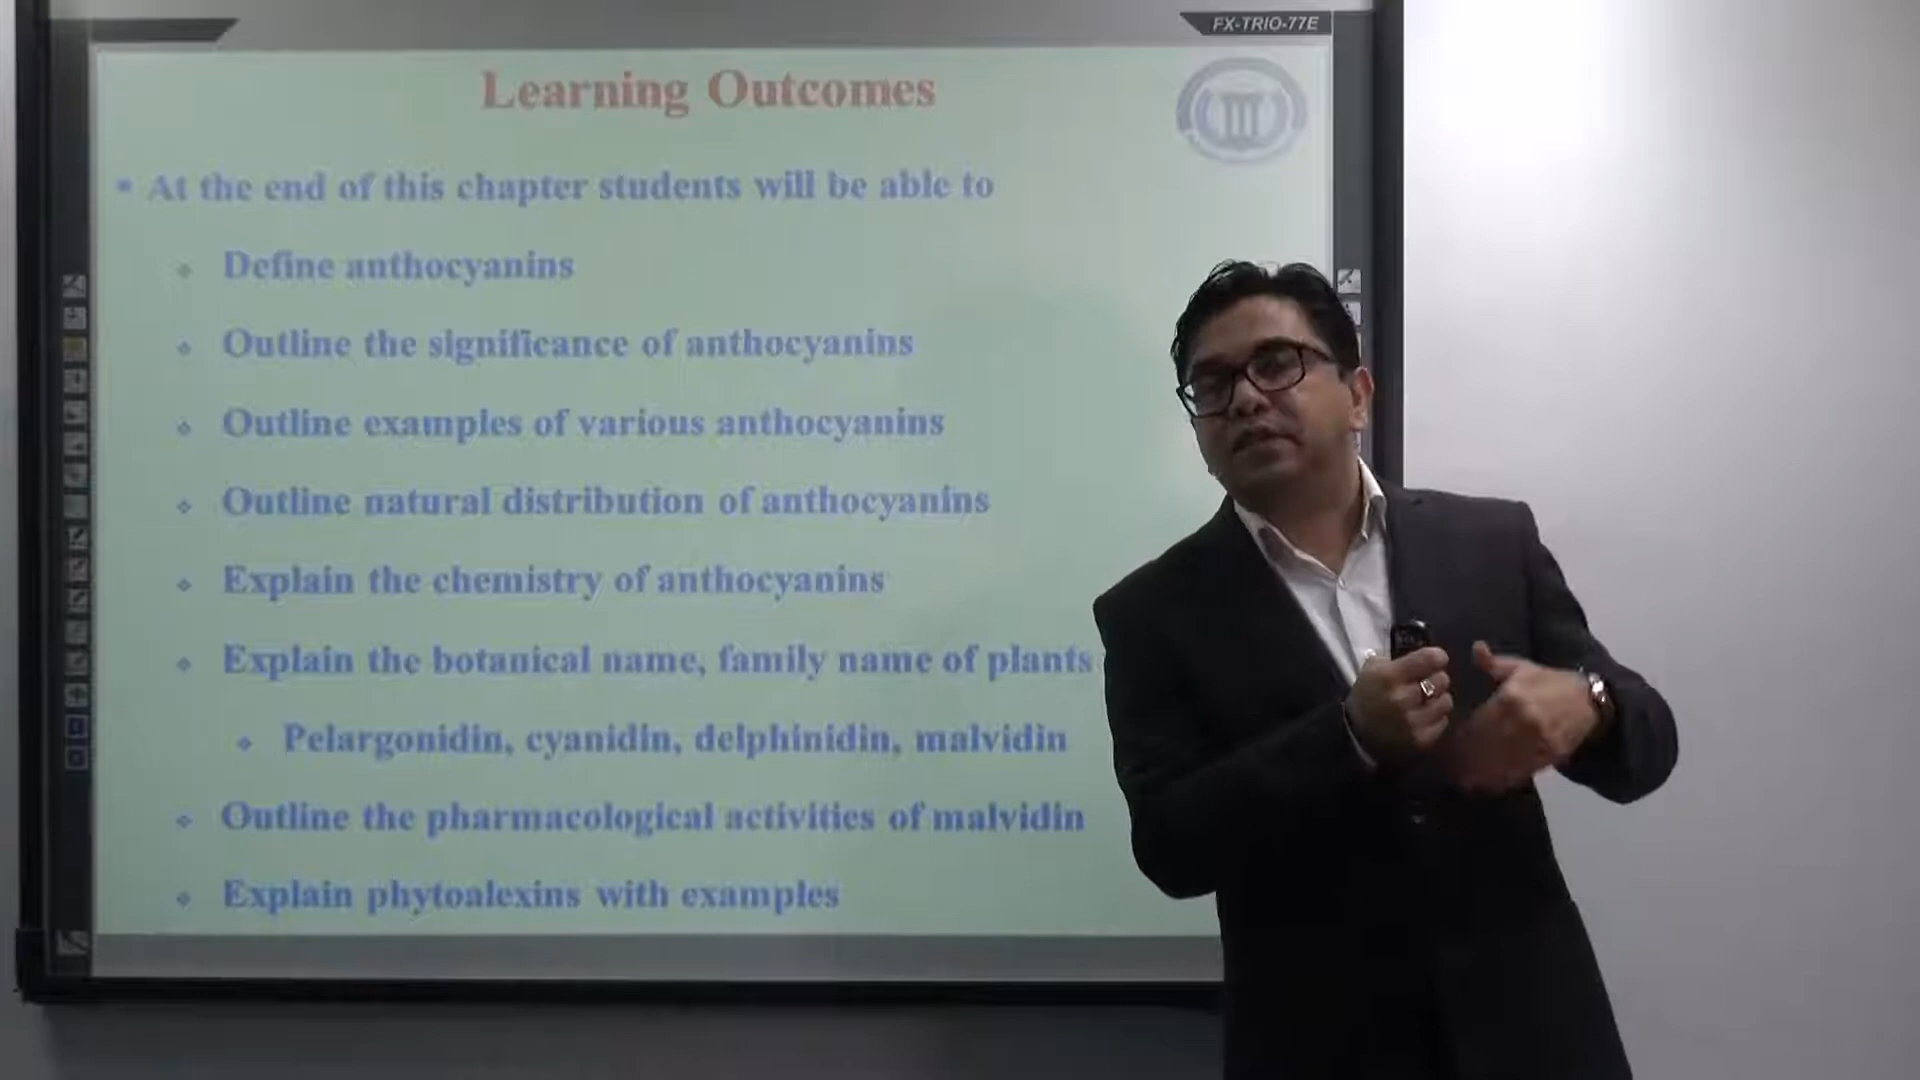 FX-TRIO-77E
Learning Outcomes
At the end of this chapter students will be able to
Define anthocyanins
Outline the significance of anthocyanins
Outline examples of various anthocyanins
Outline natural distribution of anthocyanins
Explain the chemistry of anthocyanins
Explain the botanical name, family name of plants
Pelargonidin, cyanidin, delphinidin, malvidin
Outline the pharmacological activities of malvidin
Explain phytoalexins with examples